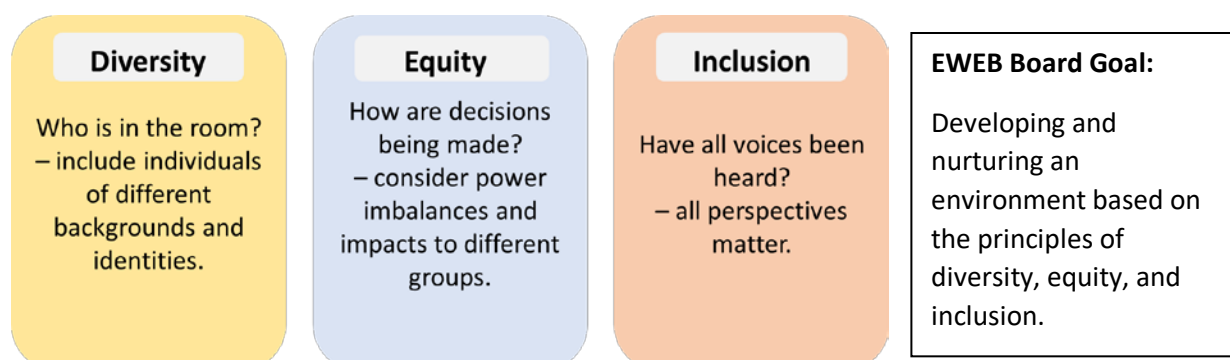 Diversity
Who is in the room?
– include individuals
of different
backgrounds and
identities.
Equity
How are decisions
being made?
– consider power
imbalances and
impacts to different
groups.
Inclusion
Have all voices been
heard?
– all perspectives
matter.
EWEB Board Goal:
Developing and
nurturing an
environment based on
the principles of
diversity, equity, and
inclusion.